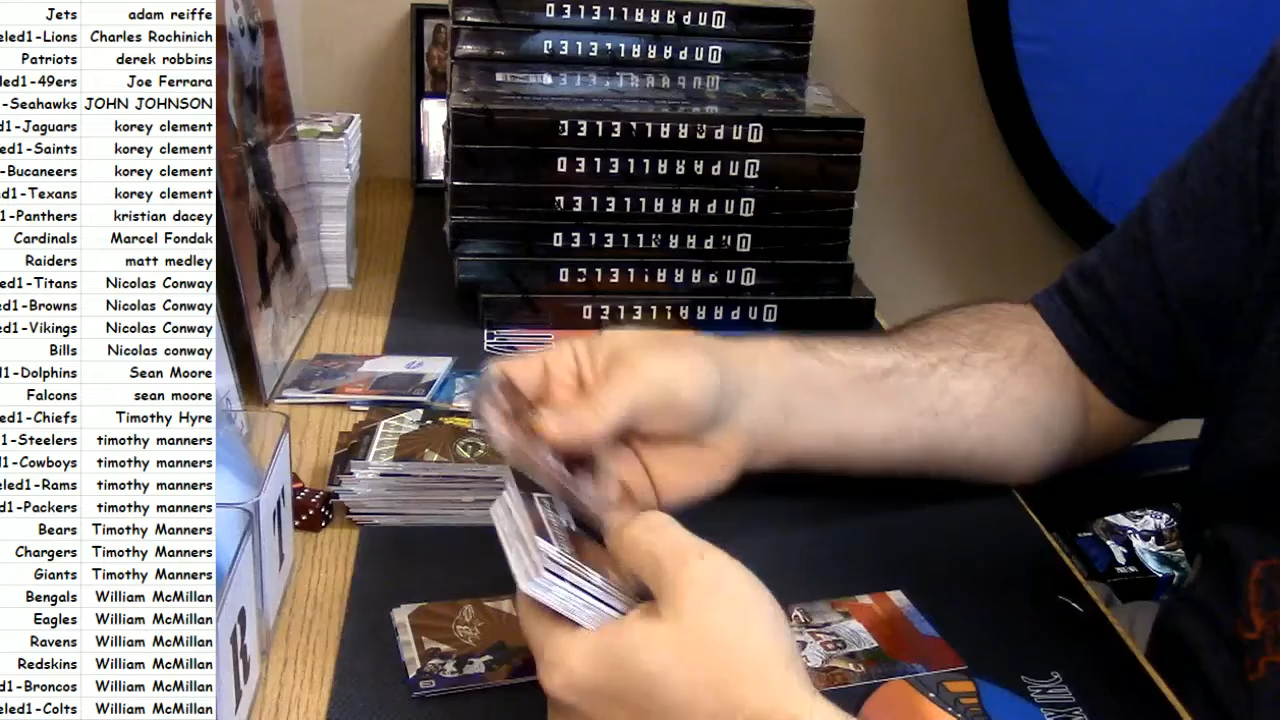 Jets adam reiffe
eled1-Lions Charles Rochinich
Patriots derek robbins
led1-49ers Joe Ferrara
-Seahawks JOHN JOHNSON
d1-Jaguars korey clement
ed1-Saints korey clement
-Bucaneers korey clement
ed1-Texans korey clement
1-Panthers kristian dacey
Cardinals Marcel Fondak
Raiders matt medley
ed1-Titans Nicolas Conway
ed1-Browns Nicolas Conway
ed1-Vikings Nicolas Conway
Bills Nicolas conway
d1-Dolphins Sean Moore
Falcons sean moore
ed1-Chiefs Timothy Hyre
1-Steelers timothy manners
1-Cowboys timothy manners
eled1-Rams timothy manners
d1-Packers timothy manners
Bears Timothy Manners
Chargers Timothy Manners
Giants Timothy Manners
Bengals William McMillan
Eagles William McMillan
Ravens William McMillan
Redskins William McMillan
d1-Broncos William McMillan
eled1-Colts William McMillan
UNPARALLELED
UNPARALLELED
UNPARALLELED
UNPARALLELED
UNPARALLELED
UNPARALLELED
UNPARALLELED
UNPARALLELED
UNPARALLELED
T
R
INC